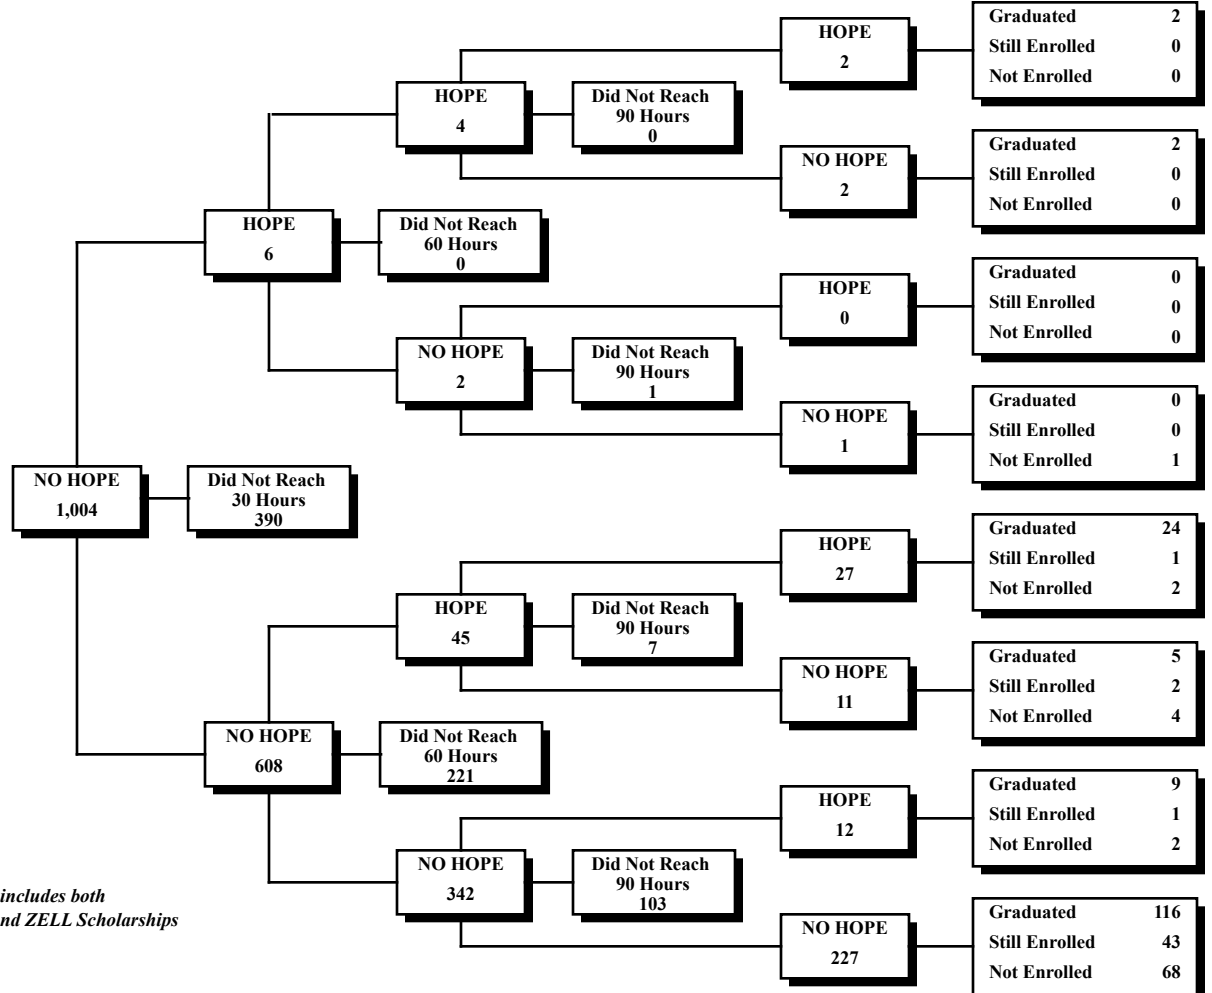 HOPE
2
Graduated 2
Still Enrolled 0
Not Enrolled 0
HOPE
4
Did Not Reach
90 Hours
0
NO HOPE
2
Graduated 2
Still Enrolled 0
Not Enrolled 0
HOPE
6
Did Not Reach
60 Hours
0
HOPE
0
Graduated 0
Still Enrolled 0
Not Enrolled 0
NO HOPE
2
Did Not Reach
90 Hours
1
NO HOPE
1
Graduated 0
Still Enrolled 0
Not Enrolled 1
NO HOPE
1,004
Did Not Reach
30 Hours
390
HOPE
27
Graduated 24
Still Enrolled 1
Not Enrolled 2
HOPE
45
Did Not Reach
90 Hours
7
NO HOPE
11
Graduated 5
Still Enrolled 2
Not Enrolled 4
NO HOPE
608
Did Not Reach
60 Hours
221
HOPE
12
Graduated 9
Still Enrolled 1
Not Enrolled 2
NO HOPE
342
Did Not Reach
90 Hours
103
NO HOPE
227
Graduated 116
Still Enrolled 43
Not Enrolled 68
includes both
nd ZELL Scholarships